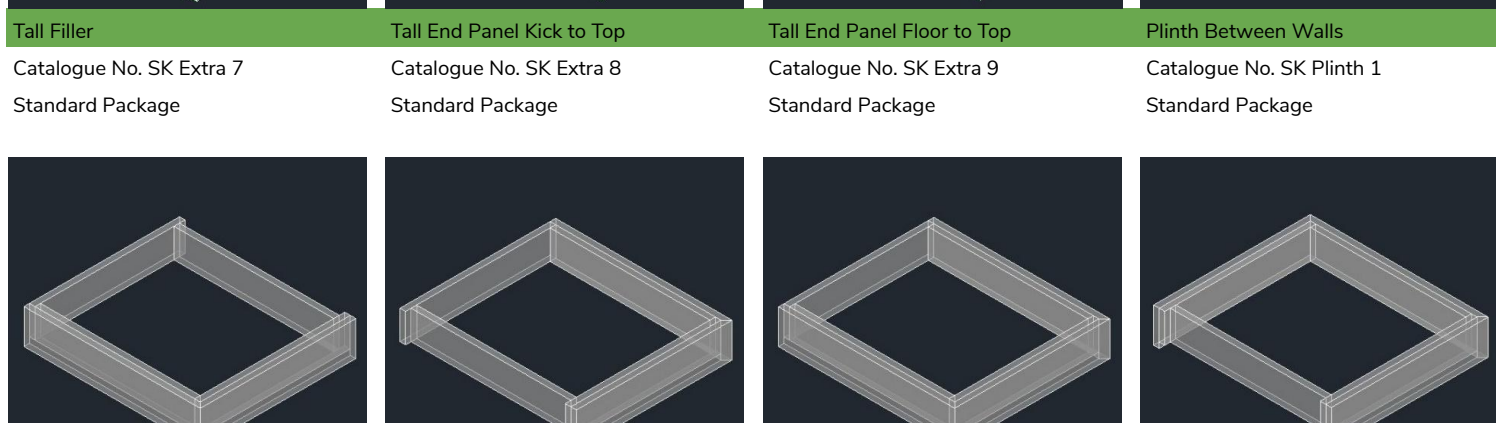 Tall Filler
Catalogue No. SK Extra 7
Standard Package
Tall End Panel Kick to Top
Catalogue No. SK Extra 8
Standard Package
Tall End Panel Floor to Top
Catalogue No. SK Extra 9
Standard Package
Plinth Between Walls
Catalogue No. SK Plinth 1
Standard Package